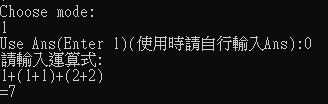 Choose mode:
1
Use Ans(Enter 1)(使用時請自行輸入Ans):0
請輸入運算式:
1+(1+1)+(2+2)
=7